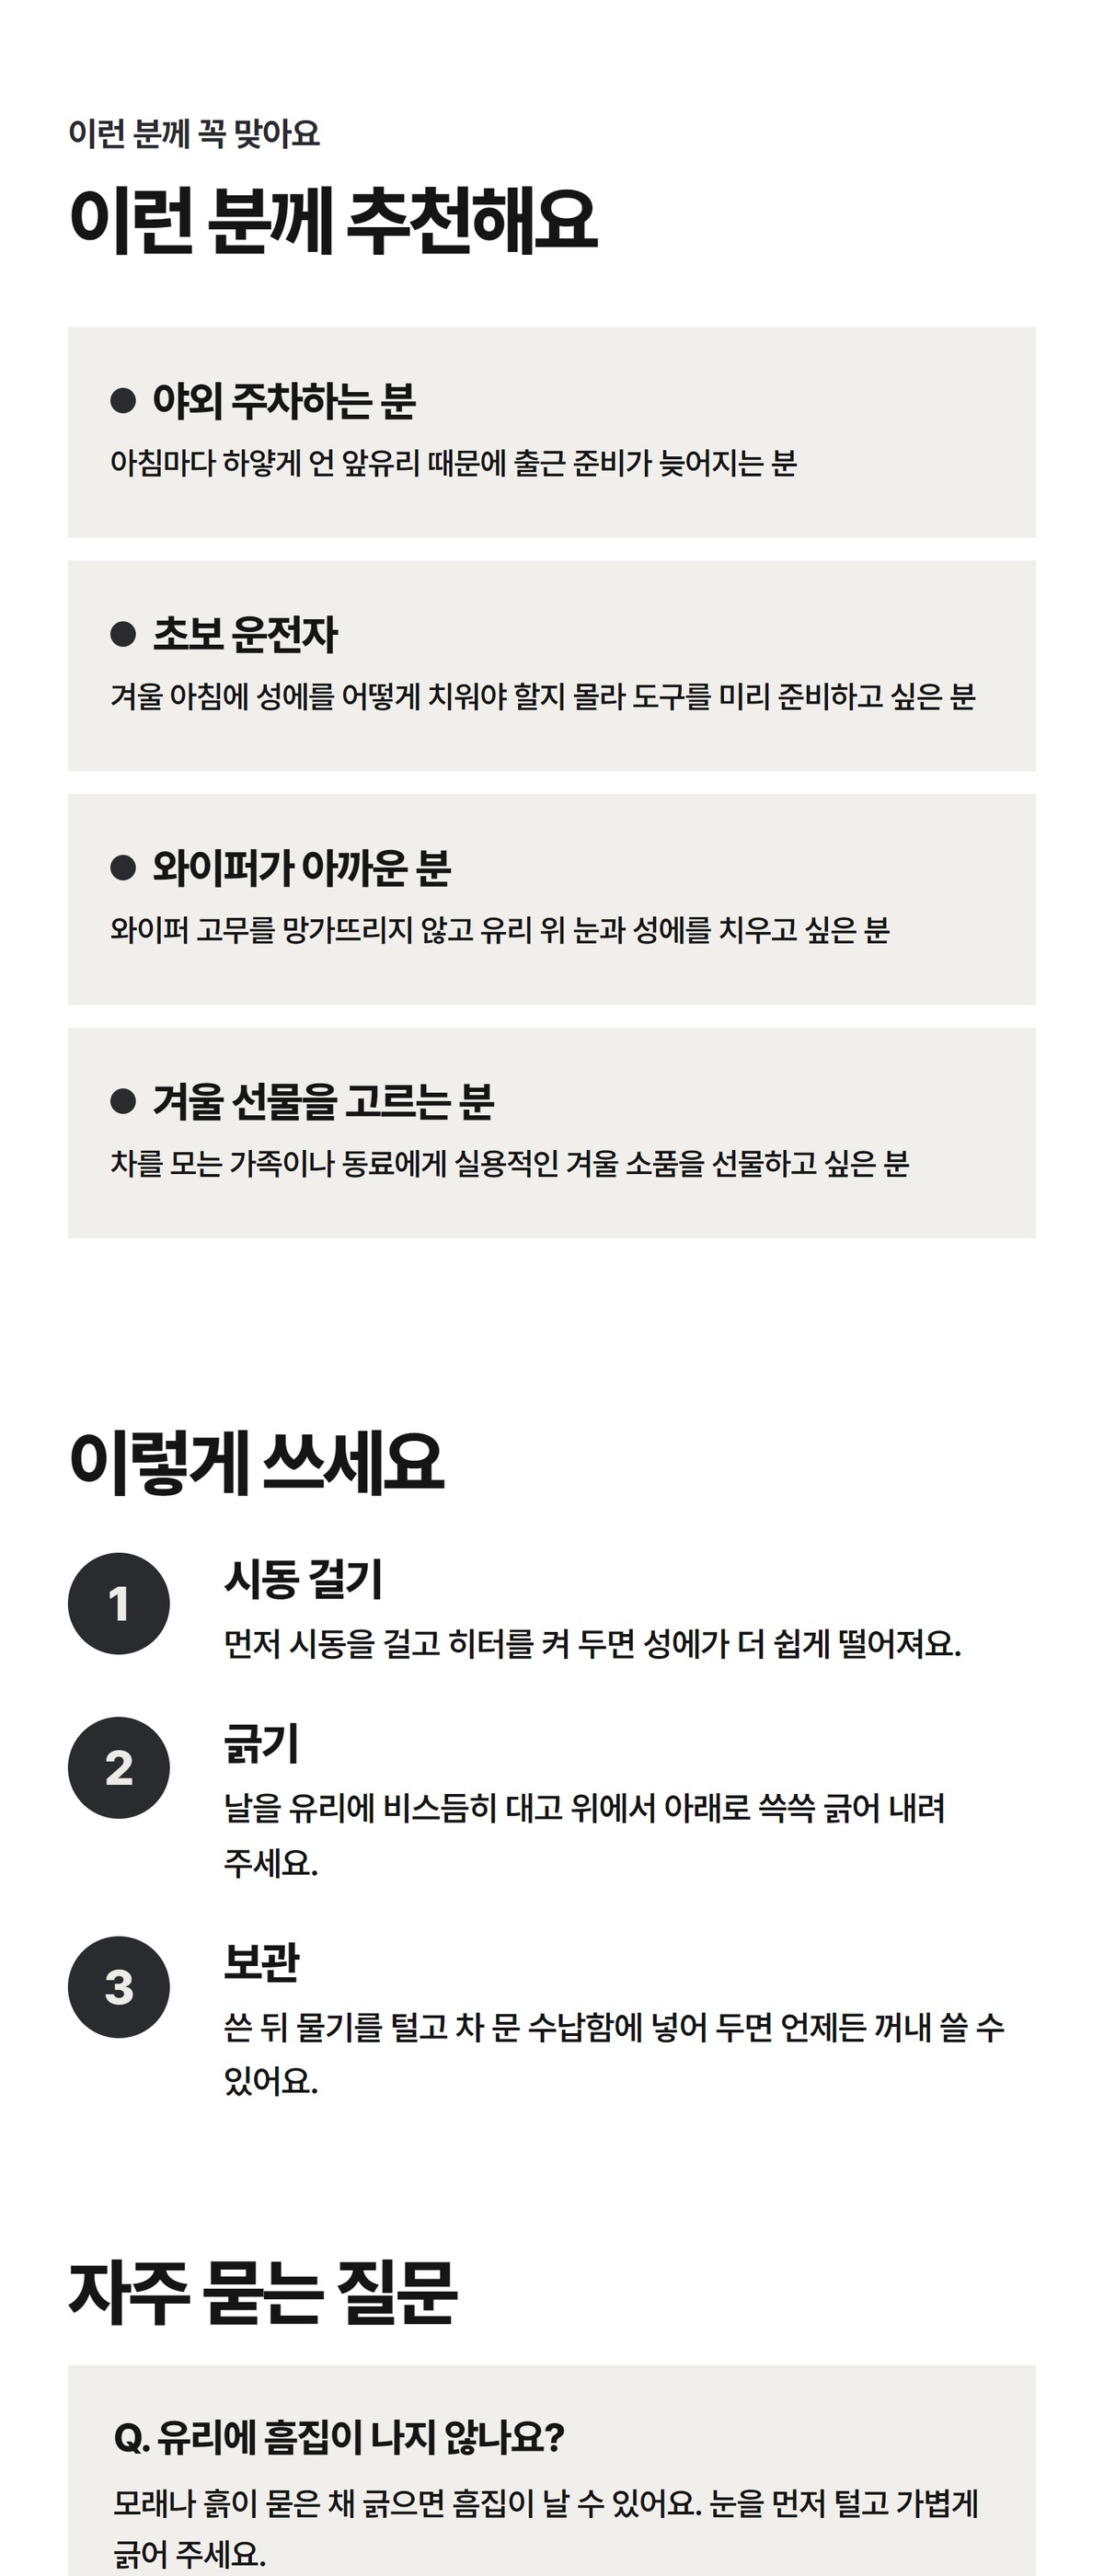 이런 분께 꼭 맞아요
이런 분께 추천해요
야외 주차하는 분
아침마다 하얗게 언 앞유리 때문에 출근 준비가 늦어지는 분
초보 운전자
겨울 아침에 성에를 어떻게 치워야 할지 몰라 도구를 미리 준비하고 싶은 분
와이퍼가 아까운 분
와이퍼 고무를 망가뜨리지 않고 유리 위 눈과 성에를 치우고 싶은 분
겨울 선물을 고르는 분
차를 모는 가족이나 동료에게 실용적인 겨울 소품을 선물하고 싶은 분
이렇게 쓰세요
1
시동 걸기
먼저 시동을 걸고 히터를 켜 두면 성에가 더 쉽게 떨어져요.
2
긁기
날을 유리에 비스듬히 대고 위에서 아래로 쓱쓱 긁어 내려
주세요.
3
보관
쓴 뒤 물기를 털고 차 문 수납함에 넣어 두면 언제든 꺼내 쓸 수
있어요.
자주 묻는 질문
Q. 유리에 흠집이 나지 않나요?
모래나 흙이 묻은 채 긁으면 흠집이 날 수 있어요. 눈을 먼저 털고 가볍게
긁어 주세요.